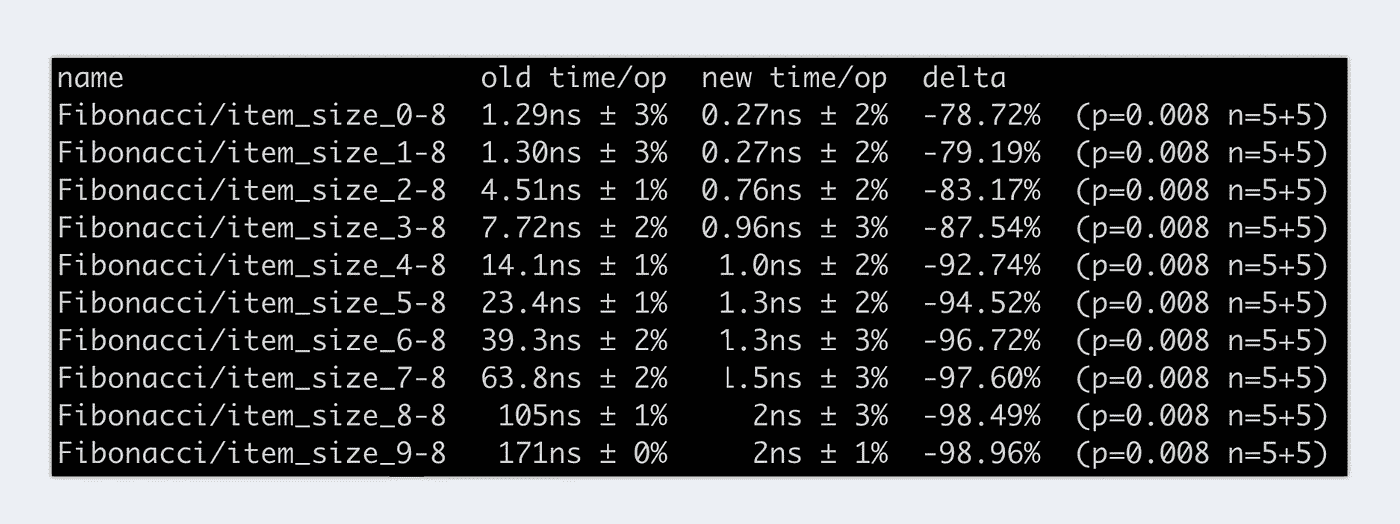 name old time/op new time/op delta
Fibonacci/item_size_0-8 1.29ns ± 3% 0.27ns ± 2% -78.72% (p=0.008 n=5+5)
Fibonacci/item_size_1-8 1.30ns ± 3% 0.27ns ± 2% -79.19% (p=0.008 n=5+5)
Fibonacci/item_size_2-8 4.51ns ± 1% 0.76ns ± 2% -83.17% (p=0.008 n=5+5)
Fibonacci/item_size_3-8 7.72ns ± 2% 0.96ns ± 3% -87.54% (p=0.008 n=5+5)
Fibonacci/item_size_4-8 14.1ns ± 1% 1.0ns ± 2% -92.74% (p=0.008 n=5+5)
Fibonacci/item_size_5-8 23.4ns ± 1% 1.3ns ± 2% -94.52% (p=0.008 n=5+5)
Fibonacci/item_size_6-8 39.3ns ± 2% 1.3ns ± 3% -96.72% (p=0.008 n=5+5)
Fibonacci/item_size_7-8 63.8ns ± 2% 1.5ns ± 3% -97.60% (p=0.008 n=5+5)
Fibonacci/item_size_8-8 105ns ± 1% 2ns ± 3% -98.49% (p=0.008 n=5+5)
Fibonacci/item_size_9-8 171ns ± 0% 2ns ± 1% -98.96% (p=0.008 n=5+5)